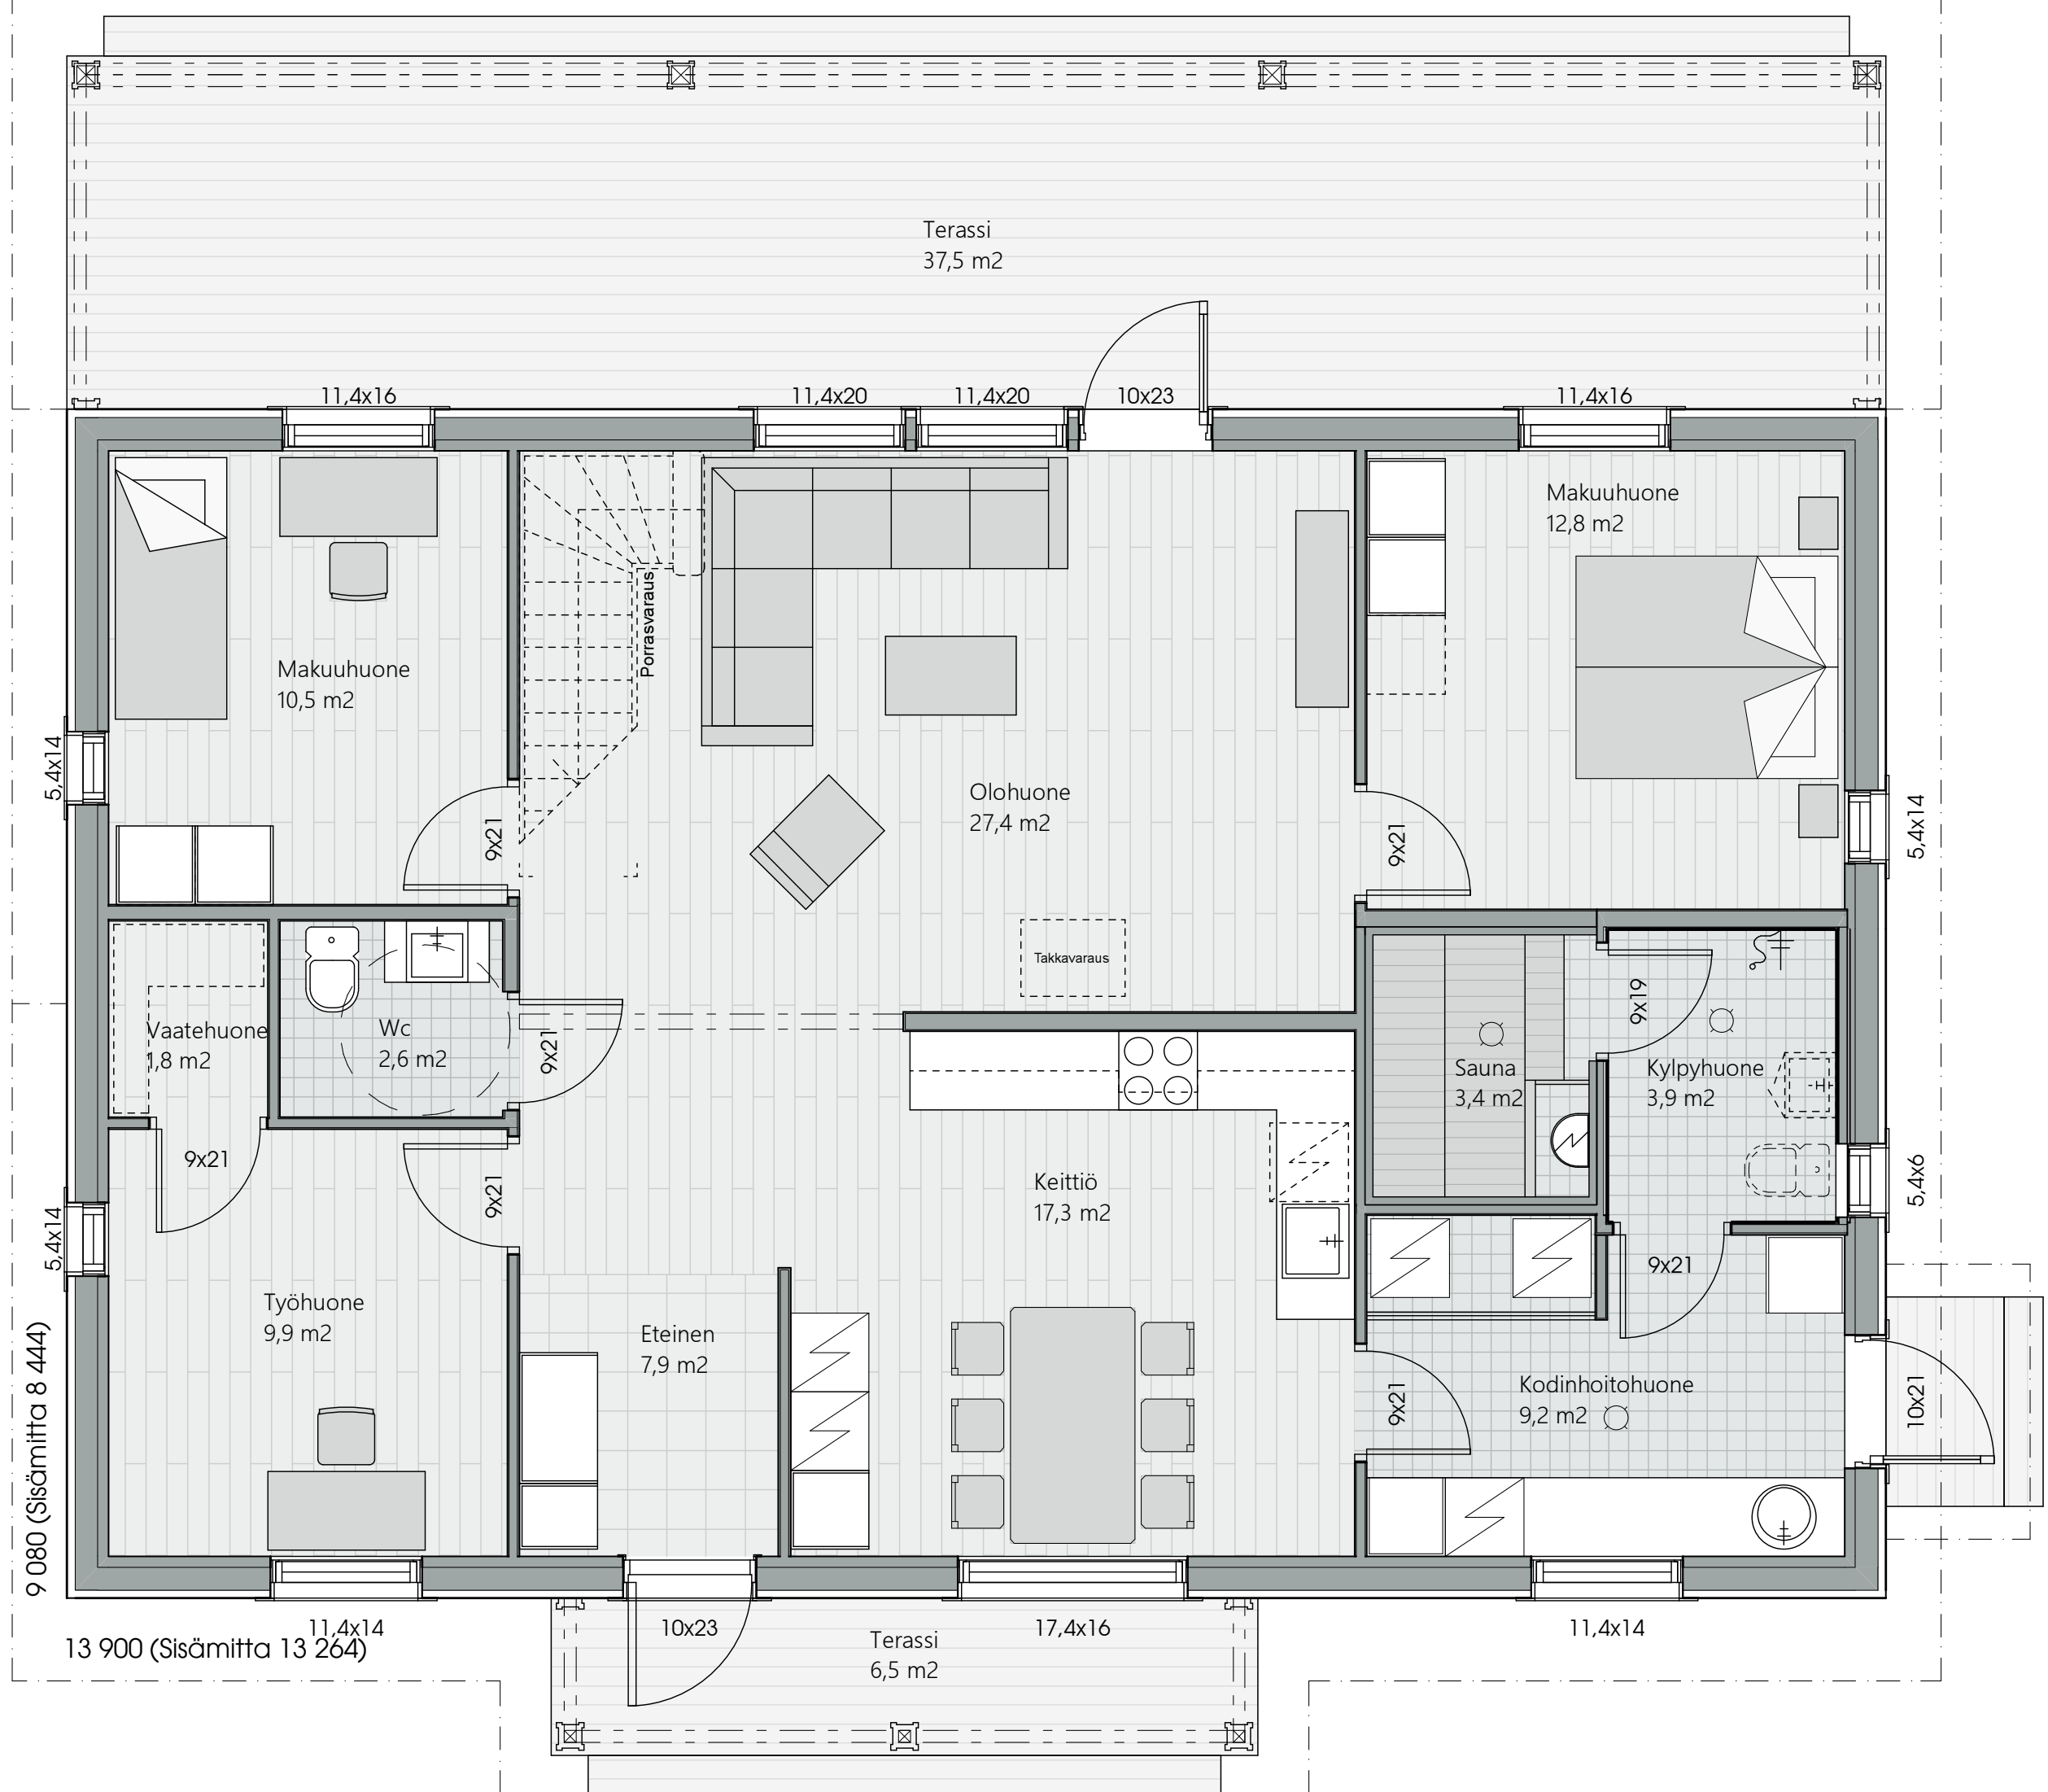 Terassi
37,5 m2
11,4x16
11,4x20
11,4x20
10x23
11,4x16
Makuuhuone
12,8 m2
Porrasvaraus
Makuuhuone
10,5 m2
5,4x14
9x21
Olohuone
27,4 m2
9x21
5,4x14
Takkavaraus
Vaatehuone
1,8 m2
Wc
2,6 m2
9x21
9x19
Sauna
3,4 m2
Kylpyhuone
3,9 m2
9x21
9x21
5,4x14
Keittiö
17,3 m2
5,4x6
9x21
Työhuone
9,9 m2
Eteinen
7,9 m2
9x21
Kodinhoitohuone
9,2 m2
10x21
9 080 (Sisämitta 8 444)
11,4x14
13 900 (Sisämitta 13 264)
10x23
Terassi
6,5 m2
17,4x16
11,4x14